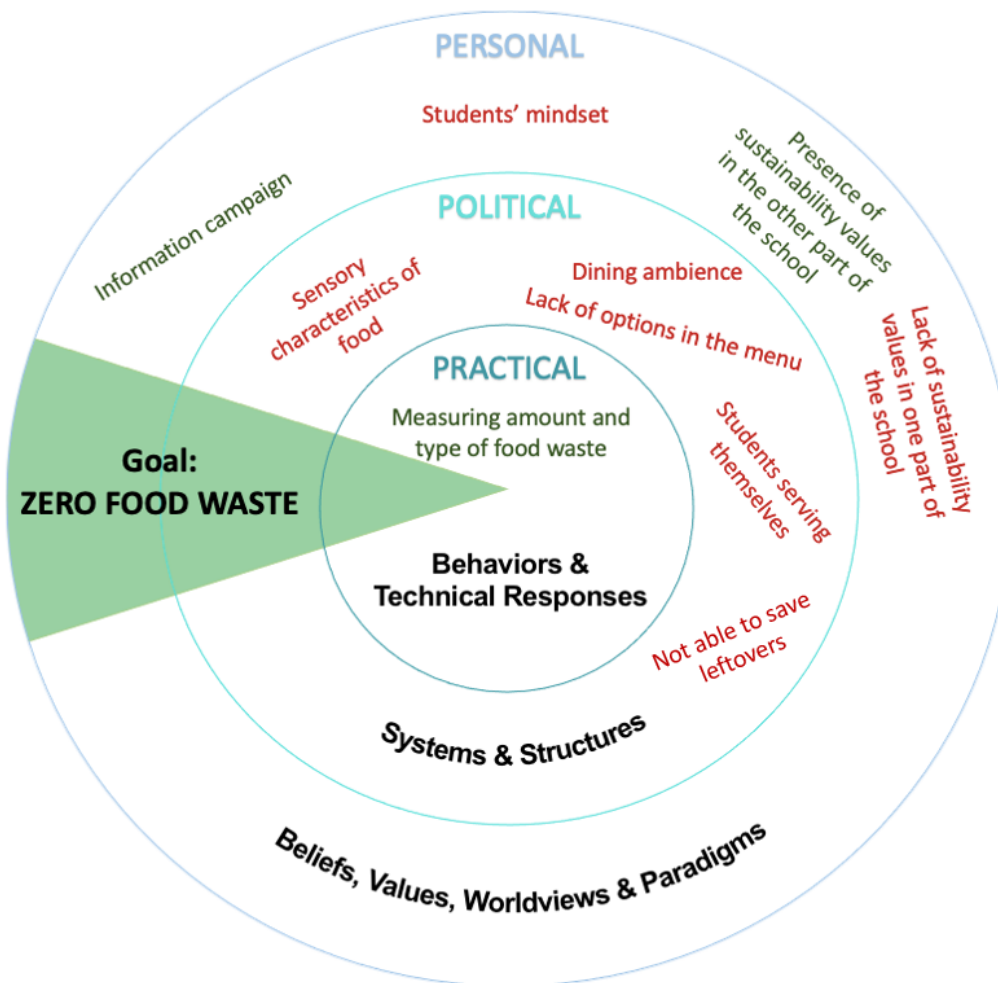 PERSONAL
Students’ mindset
Information campaign
Presence of
sustainability values
in the other part of
the school
POLITICAL
Sensory
characteristics of
food
Dining ambience
Lack of options in the menu
Lack of sustainability
values in one part of
the school
PRACTICAL
Measuring amount and
type of food waste
Students serving
themselves
Goal:
ZERO FOOD WASTE
Behaviors &
Technical Responses
Not able to save
leftovers
Systems & Structures
Beliefs, Values, Worldviews & Paradigms